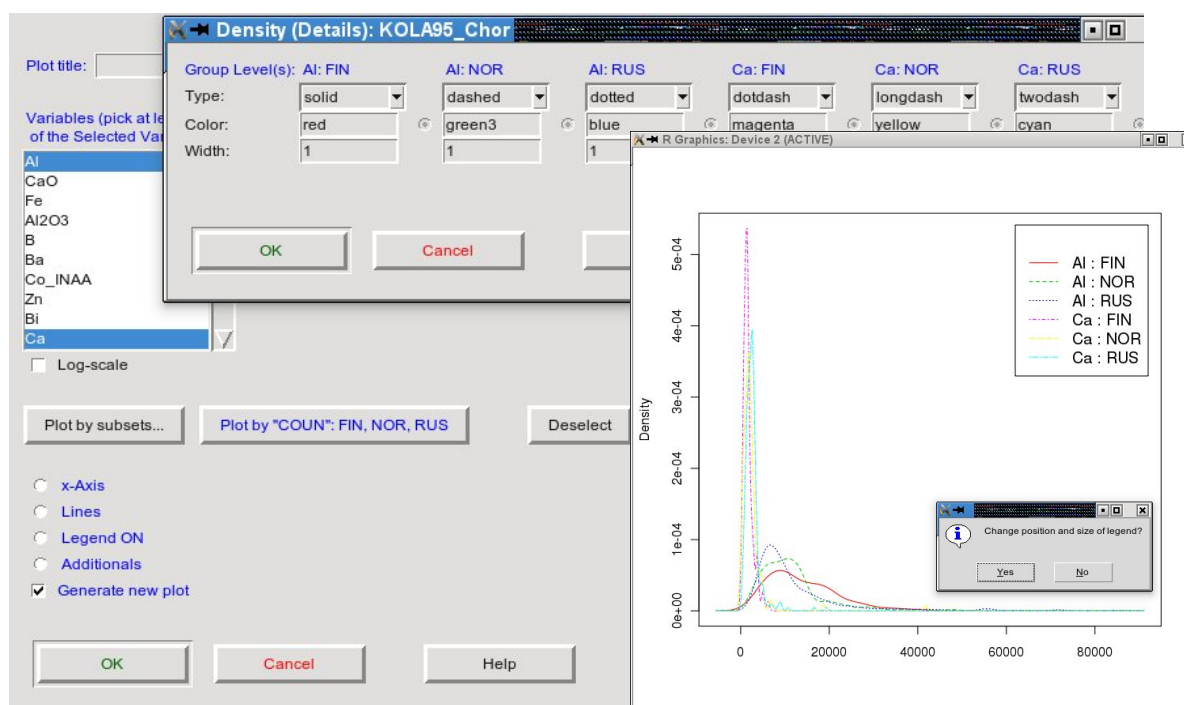 Density (Details): KOLA95_Chor
Plot title:
Group Level(s): Al: FIN Al: NOR Al: RUS Ca: FIN Ca: NOR Ca: RUS
Type: solid dashed dotted dotdash longdash twodash
Color: red green3 blue magenta yellow cyan
Width: 1 1 1
OK Cancel
Variables (pick at le
of the Selected Var
Al
CaO
Fe
Al2O3
B
Ba
Co_INAA
Zn
Bi
Ca
Log-scale
Plot by subsets... Plot by "COUN": FIN, NOR, RUS Deselect
x-Axis
Lines
Legend ON
Additionals
Generate new plot
OK Cancel Help
R Graphics: Device 2 (ACTIVE)
Al : FIN
Al : NOR
Al : RUS
Ca : FIN
Ca : NOR
Ca : RUS
Density
5e-04
4e-04
3e-04
2e-04
1e-04
0e+00
0 20000 40000 60000 80000
Change position and size of legend?
Yes No